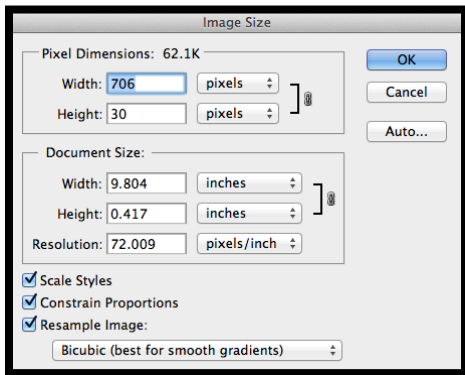 Image Size
Pixel Dimensions: 62.1K
Width: 706 pixels
Height: 30 pixels
OK
Cancel
Auto...
Document Size:
Width: 9.804 inches
Height: 0.417 inches
Resolution: 72.009 pixels/inch
Scale Styles
Constrain Proportions
Resample Image:
Bicubic (best for smooth gradients)